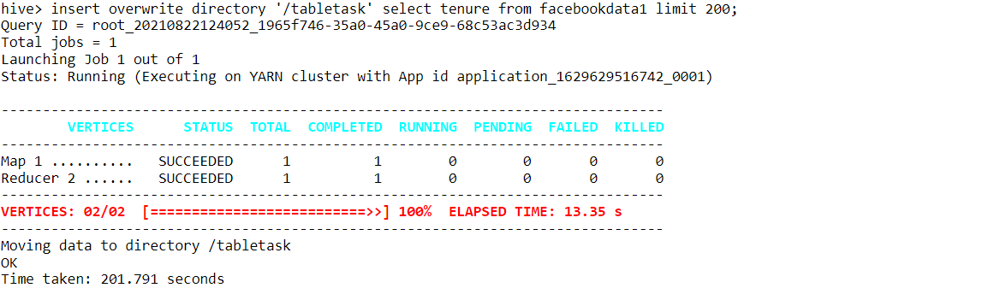 hive> insert overwrite directory '/tabletask' select tenure from facebookdata1 limit 200;
Query ID = root_20210822124052_1965f746-35a0-45a0-9ce9-68c53ac3d934
Total jobs = 1
Launching Job 1 out of 1
Status: Running (Executing on YARN cluster with App id application_1629629516742_0001)
--------------------------------------------------------------------------------
        VERTICES      STATUS  TOTAL  COMPLETED  RUNNING  PENDING  FAILED  KILLED
--------------------------------------------------------------------------------
Map 1 ..........   SUCCEEDED      1          1        0        0       0       0
Reducer 2 ......   SUCCEEDED      1          1        0        0       0       0
--------------------------------------------------------------------------------
VERTICES: 02/02  [==========================>>] 100%  ELAPSED TIME: 13.35 s
--------------------------------------------------------------------------------
Moving data to directory /tabletask
OK
Time taken: 201.791 seconds